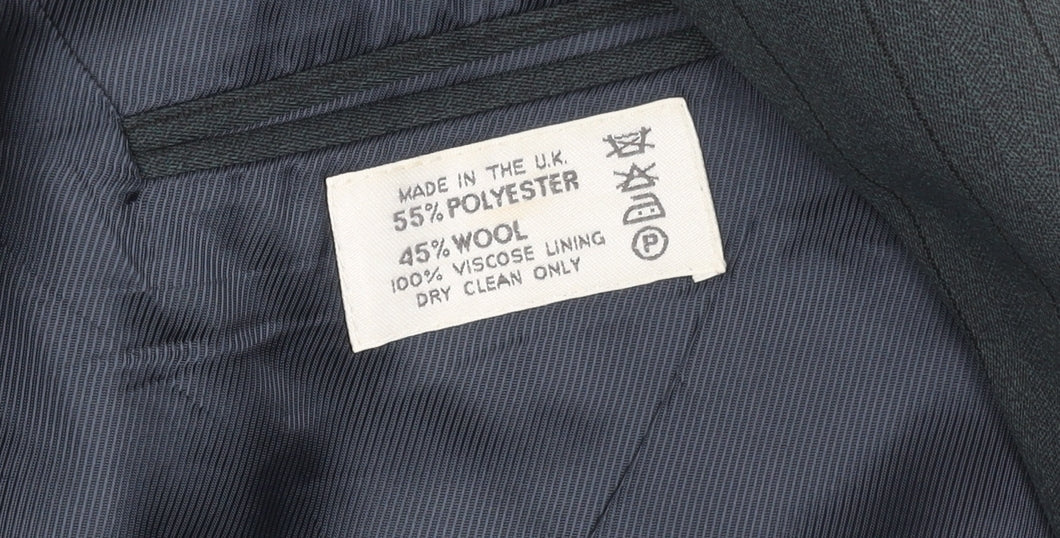 MADE IN THE U.K.
55% POLYESTER
45% WOOL
100% VISCOSE LINING
DRY CLEAN ONLY
P